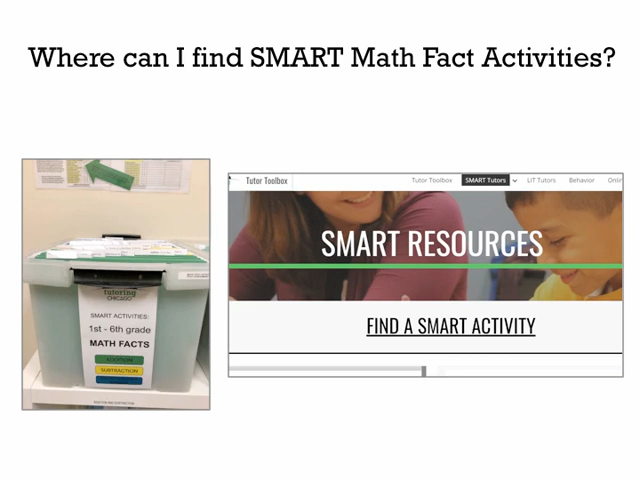 Where can I find SMART Math Fact Activities?
tutoring
CHICAGO
SMART ACTIVITIES:
1st - 6th grade
MATH FACTS
ADDITION
SUBTRACTION
Tutor Toolbox
Tutor Toolbox SMART Tutors LIT Tutors Behavior Onlin
SMART RESOURCES
FIND A SMART ACTIVITY